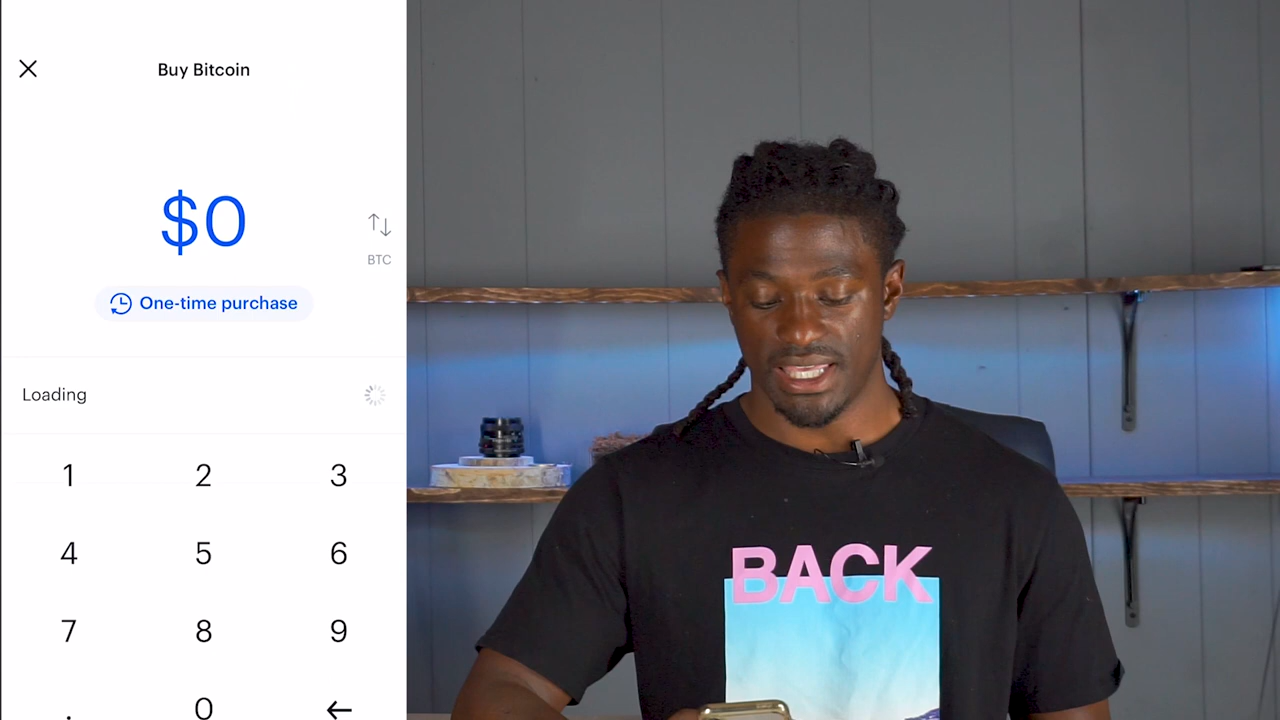 Buy Bitcoin
$0
BTC
One-time purchase
Loading
1 2 3
4 5 6
7 8 9
. 0
BACK